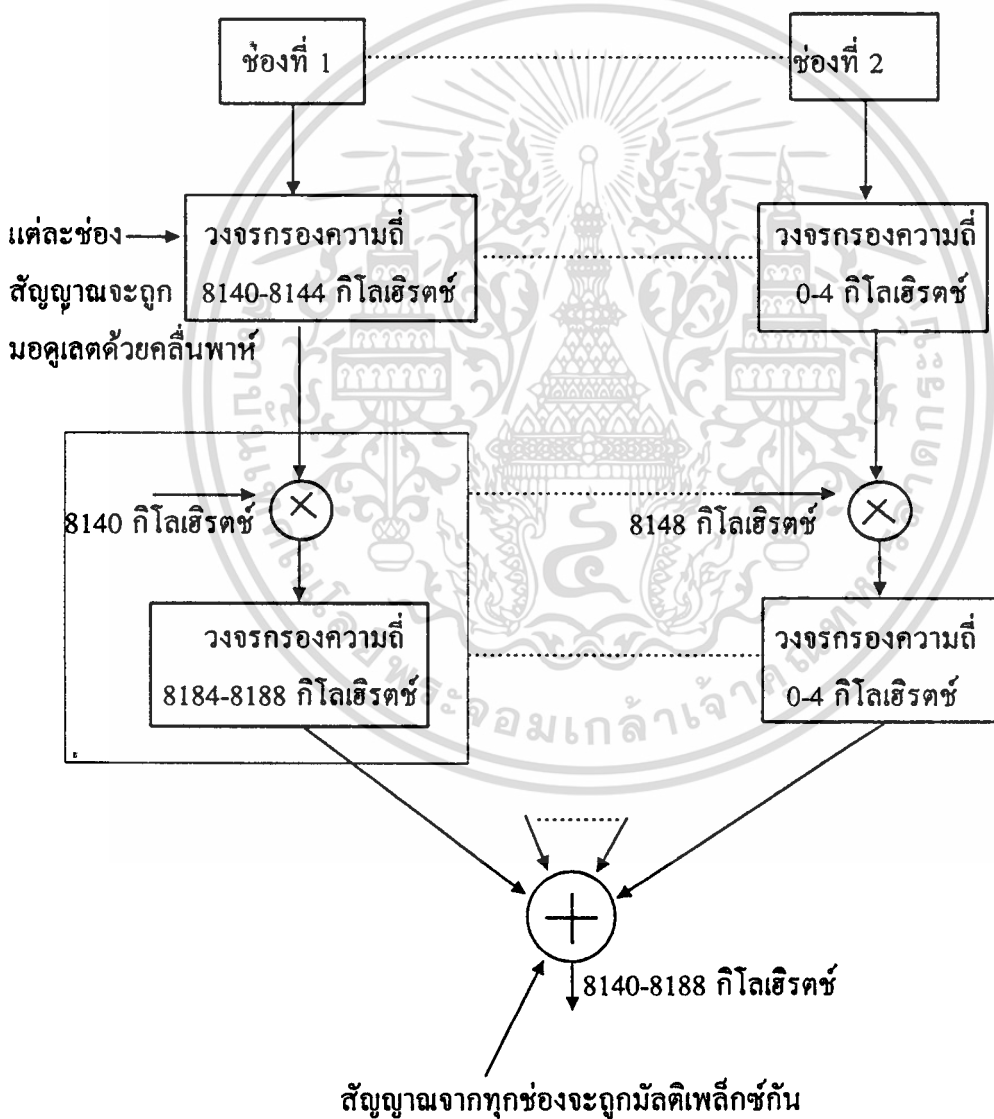 ช่องที่ 1
ช่องที่ 2
แต่ละช่อง
สัญญาณจะถูก
มอดูเลตด้วยคลื่นพาห์
วงจรกรองความถี่
8140-8144 กิโลเฮิรตซ์
วงจรกรองความถี่
0-4 กิโลเฮิรตซ์
8140 กิโลเฮิรตซ์
8148 กิโลเฮิรตซ์
วงจรกรองความถี่
8184-8188 กิโลเฮิรตซ์
วงจรกรองความถี่
0-4 กิโลเฮิรตซ์
8140-8188 กิโลเฮิรตซ์
สัญญาณจากทุกช่องจะถูกมัลติเพล็กซ์กัน